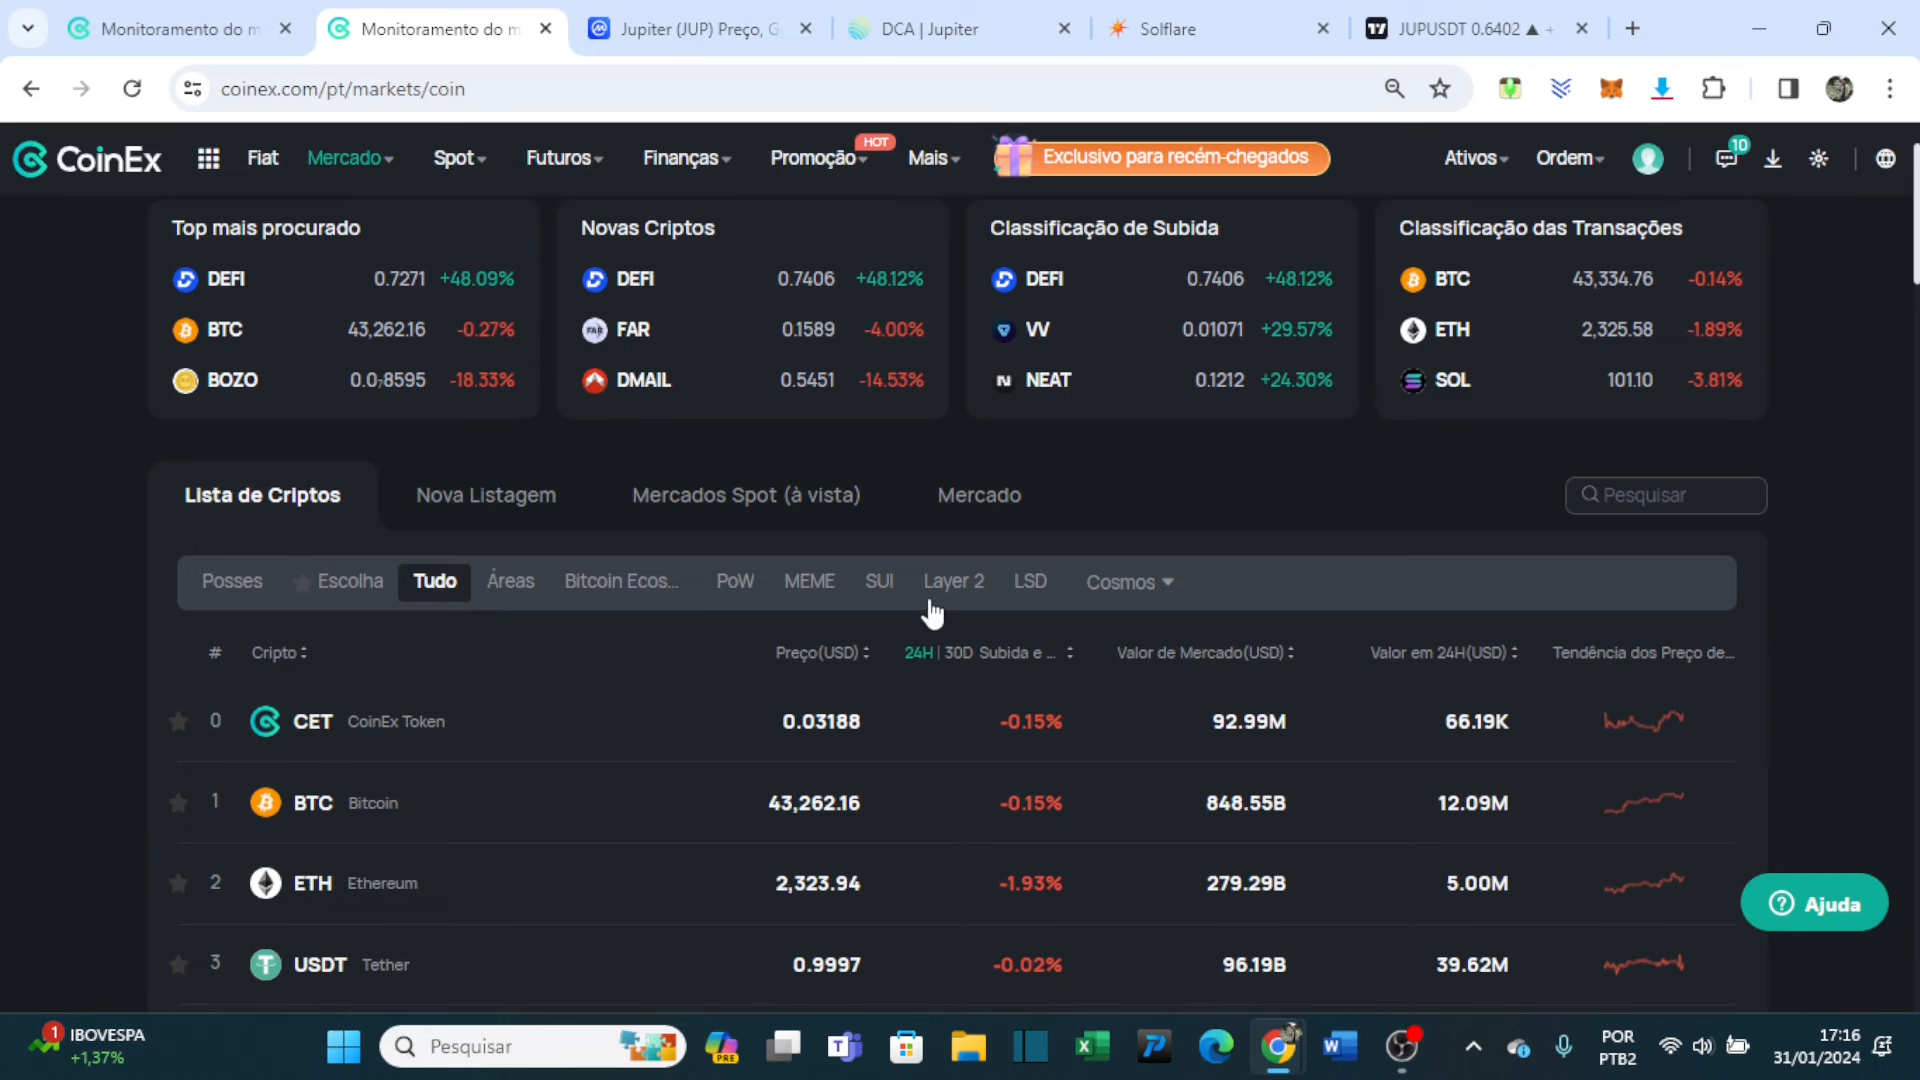 Monitoramento do m
Monitoramento do m
Jupiter (JUP) Preço, G
DCA | Jupiter
Solflare
JUPUSDT 0.6402 ▲ +
coinex.com/pt/markets/coin
CoinEx
Fiat
Mercado
Spot
Futuros
Finanças
Promoção
HOT
Mais
Exclusivo para recém-chegados
Ativos
Ordem
10
Top mais procurado
DEFI 0.7271 +48.09%
BTC 43,262.16 -0.27%
BOZO 0.0₇8595 -18.33%
Novas Criptos
DEFI 0.7406 +48.12%
FAR 0.1589 -4.00%
DMAIL 0.5451 -14.53%
Classificação de Subida
DEFI 0.7406 +48.12%
VV 0.01071 +29.57%
NEAT 0.1212 +24.30%
Classificação das Transações
BTC 43,334.76 -0.14%
ETH 2,325.58 -1.89%
SOL 101.10 -3.81%
Lista de Criptos
Nova Listagem
Mercados Spot (à vista)
Mercado
Pesquisar
Posses Escolha Tudo Áreas Bitcoin Ecos... PoW MEME SUI Layer 2 LSD Cosmos
# Cripto Preço(USD) 24H | 30D Subida e ... Valor de Mercado(USD) Valor em 24H(USD) Tendência dos Preço de...
0 CET CoinEx Token 0.03188 -0.15% 92.99M 66.19K
1 BTC Bitcoin 43,262.16 -0.15% 848.55B 12.09M
2 ETH Ethereum 2,323.94 -1.93% 279.29B 5.00M
3 USDT Tether 0.9997 -0.02% 96.19B 39.62M
Ajuda
1
IBOVESPA
+1,37%
Pesquisar
PRE
POR
PTB2
17:16
31/01/2024